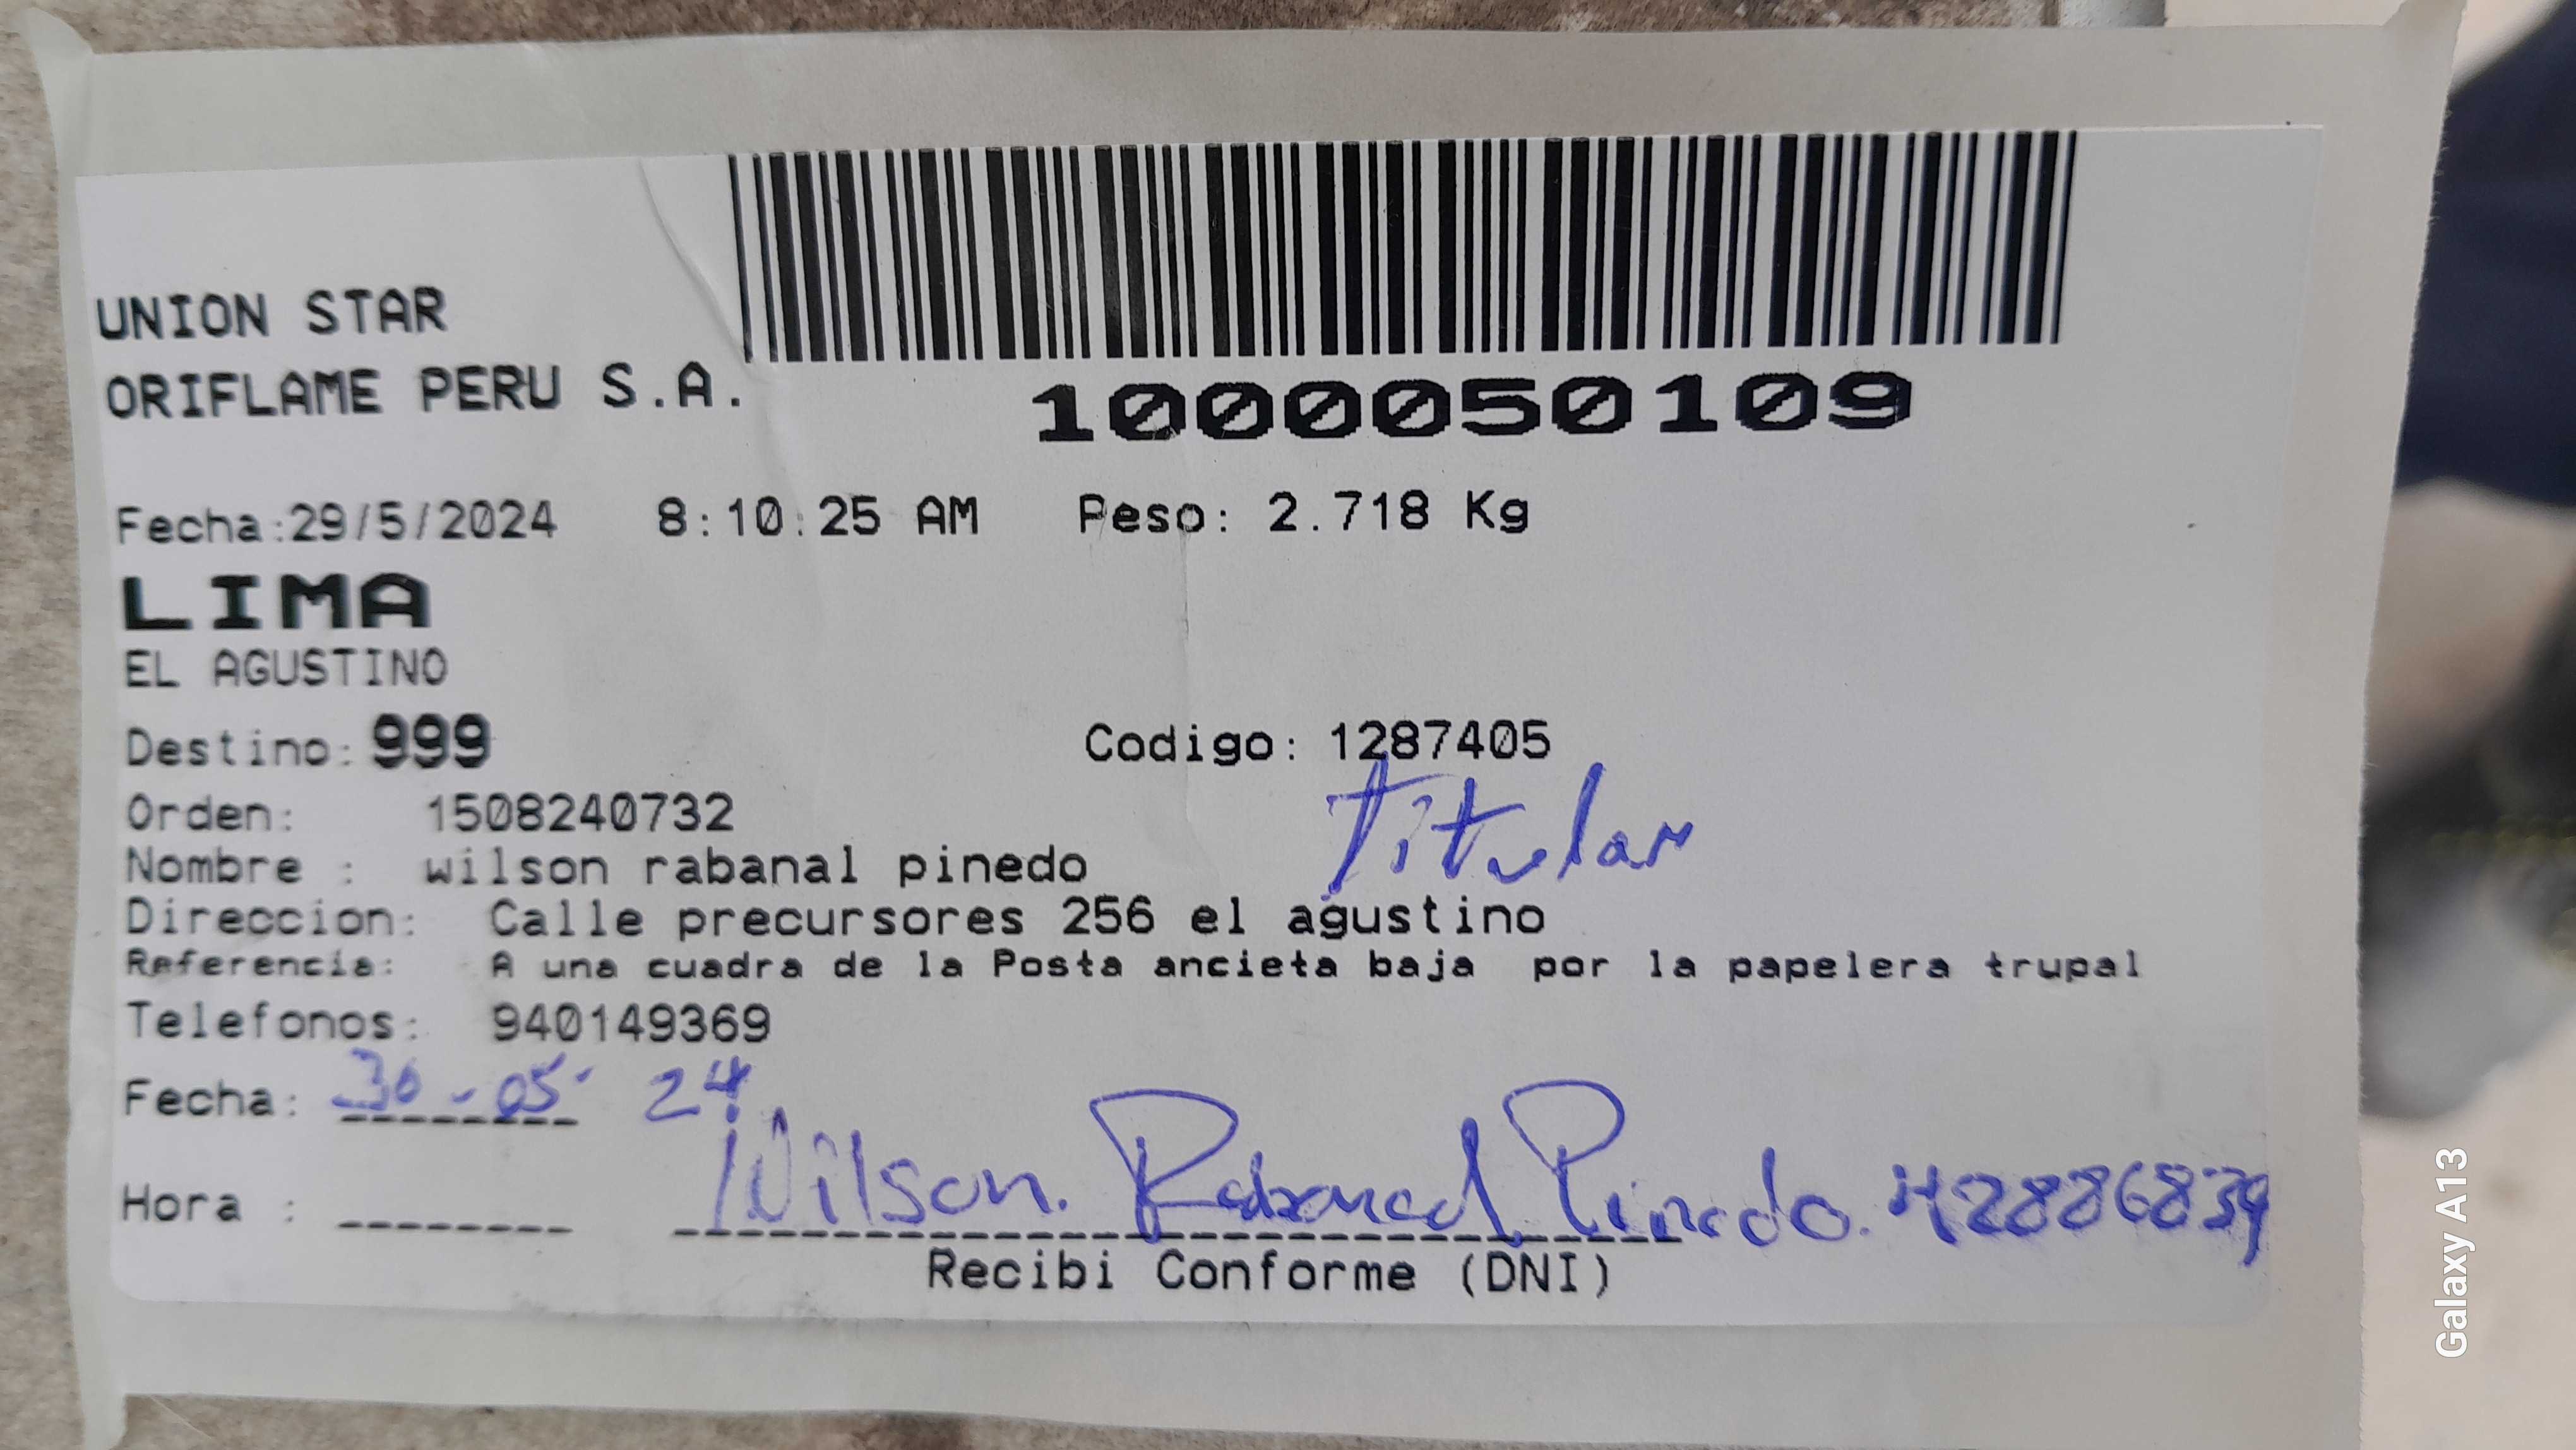 UNION STAR
ORIFLAME PERU S.A.
1000050109
Fecha:29/5/2024 8:10:25 AM Peso: 2.718 Kg
LIMA
EL AGUSTINO
Destino: 999 Codigo: 1287405
Orden: 1508240732
Titular
Nombre : wilson rabanal pinedo
Direccion: Calle precursores 256 el agustino
Referencia: A una cuadra de la Posta ancieta baja por la papelera trupal
Telefonos: 940149369
Fecha: 30-05-24
Hora : Wilson. Rabanal Pinedo. 42886839
Recibi Conforme (DNI)
Galaxy A13